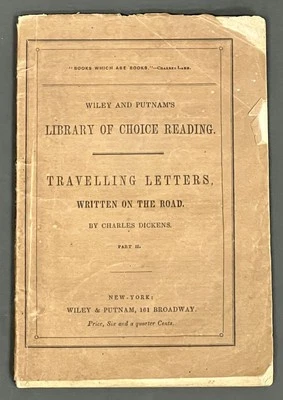 "BOOKS WHICH ARE BOOKS."—CHARLES LAMB.
WILEY AND PUTNAM'S
LIBRARY OF CHOICE READING.
TRAVELLING LETTERS,
WRITTEN ON THE ROAD.
BY CHARLES DICKENS.
PART II.
NEW-YORK:
WILEY & PUTNAM, 161 BROADWAY.
Price, Six and a quarter Cents.